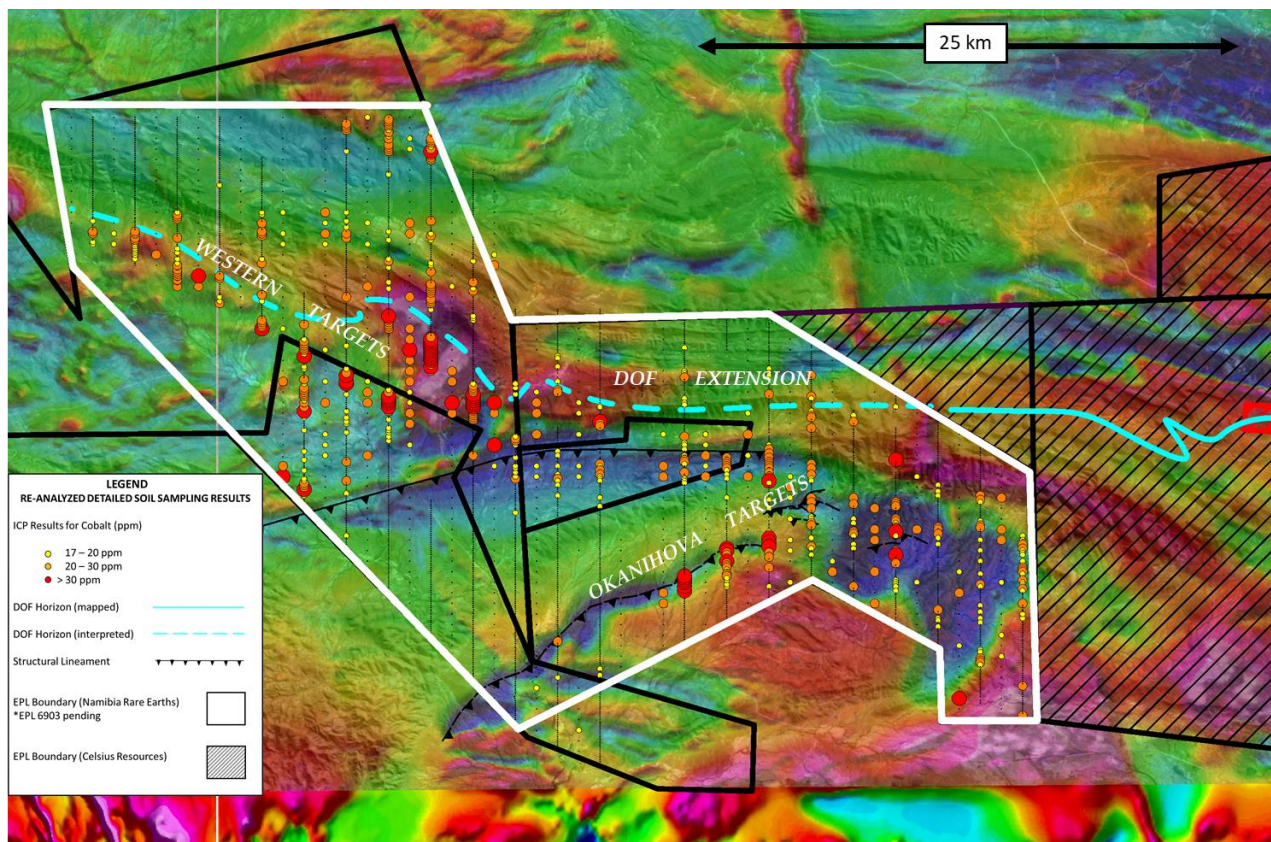 25 km
WESTERN
TARGETS
DOF EXTENSION
OKANIHOVA TARGETS
LEGEND
RE-ANALYZED DETAILED SOIL SAMPLING RESULTS
ICP Results for Cobalt (ppm)
17 – 20 ppm
20 – 30 ppm
> 30 ppm
DOF Horizon (mapped)
DOF Horizon (interpreted)
Structural Lineament
EPL Boundary (Namibia Rare Earths)
*EPL 6903 pending
EPL Boundary (Celsius Resources)